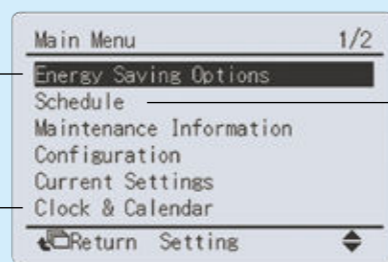 Main Menu 1/2
Energy Saving Options
Schedule
Maintenance Information
Configuration
Current Settings
Clock & Calendar
Return Setting